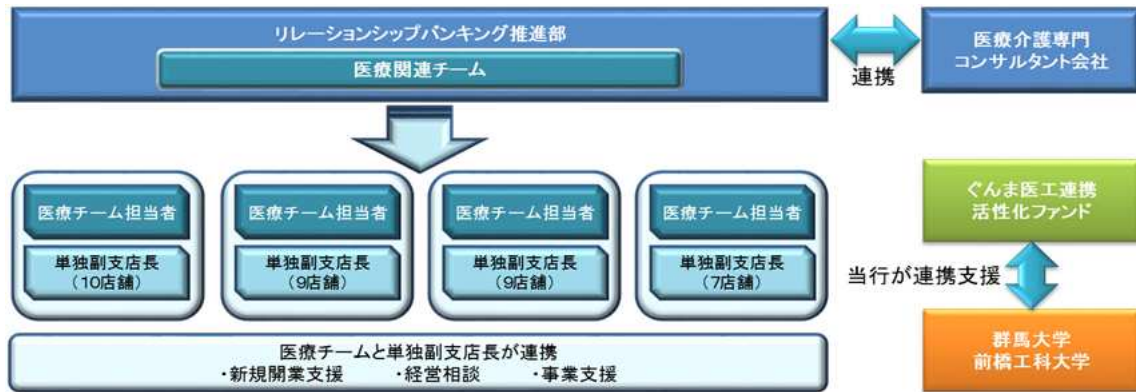 リレーションシップバンキング推進部
医療関連チーム
連携
医療介護専門
コンサルタント会社
医療チーム担当者
単独副支店長
（10店舗）
医療チーム担当者
単独副支店長
（9店舗）
医療チーム担当者
単独副支店長
（9店舗）
医療チーム担当者
単独副支店長
（7店舗）
ぐんま医工連携
活性化ファンド
当行が連携支援
群馬大学
前橋工科大学
医療チームと単独副支店長が連携
・新規開業支援　・経営相談　・事業支援